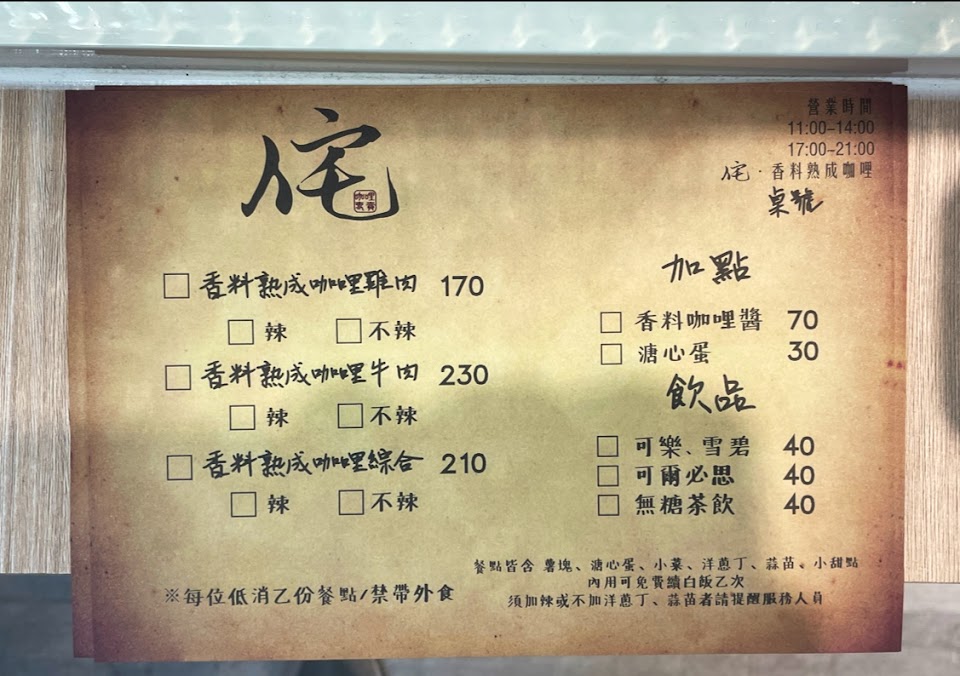 侘
咖哩
營業時間
11:00-14:00
17:00-21:00
侘·香料熟成咖哩
桌號
□ 香料熟成咖哩雞肉 170
□ 辣 □ 不辣
□ 香料熟成咖哩牛肉 230
□ 辣 □ 不辣
□ 香料熟成咖哩綜合 210
□ 辣 □ 不辣
※每位低消乙份餐點/禁帶外食
加點
□ 香料咖哩醬 70
□ 溏心蛋 30
飲品
□ 可樂、雪碧 40
□ 可爾必思 40
□ 無糖茶飲 40
餐點皆含 薯塊、溏心蛋、小菜、洋蔥丁、蒜苗。小甜點
內用可免費續白飯乙次
須加辣或不加洋蔥丁、蒜苗者請提醒服務人員